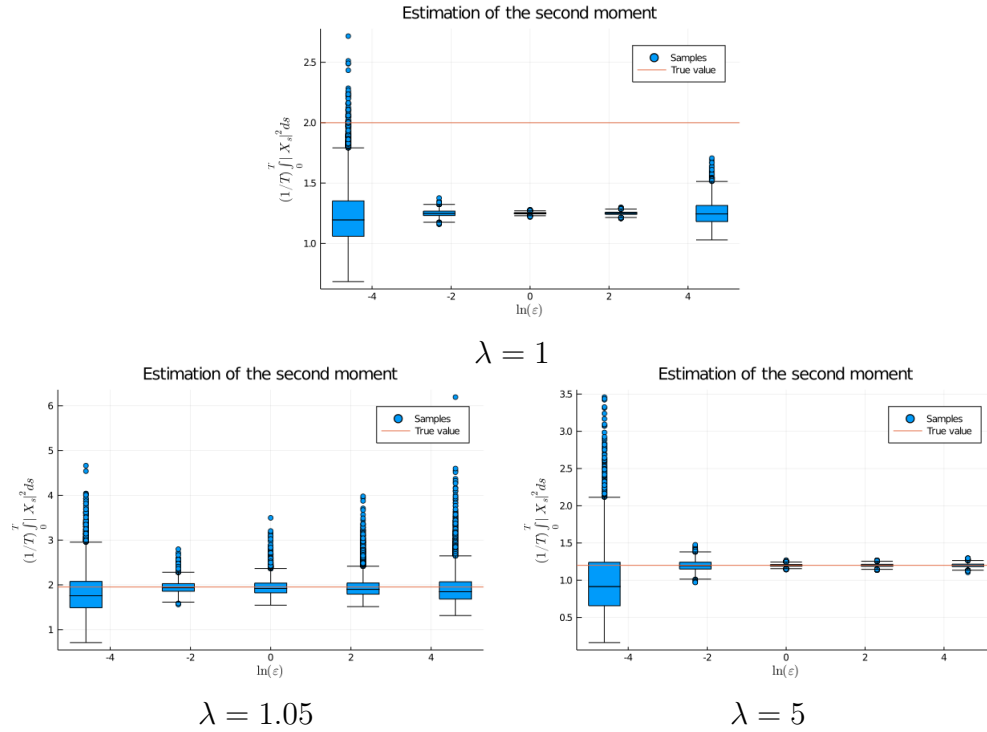 Estimation of the second moment
(1/T) ∫₀ᵀ |X_s|² ds
2.5
2.0
1.5
1.0
Samples
True value
-4 -2 0 2 4
ln(ε)
λ = 1
Estimation of the second moment
(1/T) ∫₀ᵀ |X_s|² ds
6
5
4
3
2
1
Samples
True value
-4 -2 0 2 4
ln(ε)
λ = 1.05
Estimation of the second moment
(1/T) ∫₀ᵀ |X_s|² ds
3.5
3.0
2.5
2.0
1.5
1.0
0.5
Samples
True value
-4 -2 0 2 4
ln(ε)
λ = 5